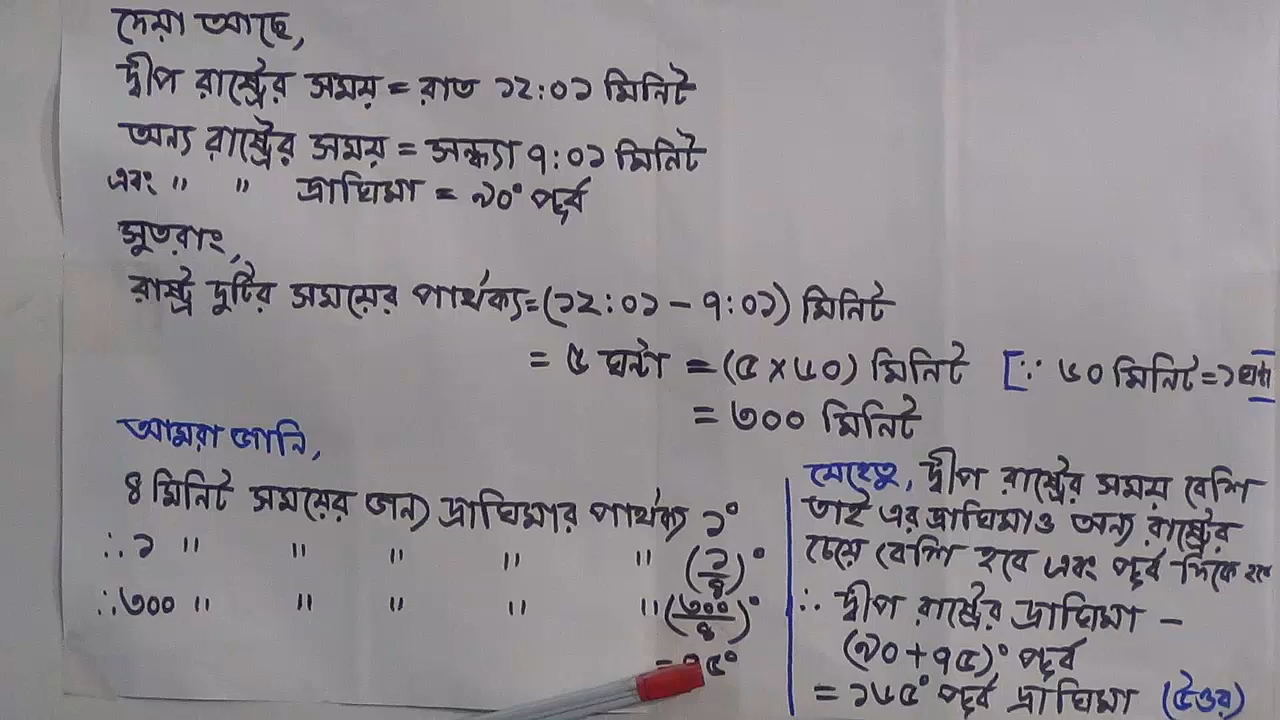 দেয়া আছে,
দ্বীপ রাষ্ট্রের সময় = রাত ১২:০১ মিনিট
অন্য রাষ্ট্রের সময় = সন্ধ্যা ৭:০১ মিনিট
এবং " " দ্রাঘিমা = ৯০° পূর্ব
সুতরাং,
রাষ্ট্র দুটির সময়ের পার্থক্য=(১২:০১ - ৭:০১) মিনিট
= ৫ ঘন্টা = (৫×৬০) মিনিট [∵ ৬০ মিনিট=১ঘন্টা]
= ৩০০ মিনিট
আমরা জানি,
৪ মিনিট সময়ের জন্য দ্রাঘিমার পার্থক্য ১°
∴ ১ " " " " " (১/৪)°
∴ ৩০০ " " " " " (৩০০/৪)°
= ৭৫°
যেহেতু, দ্বীপ রাষ্ট্রের সময় বেশি
তাই এর দ্রাঘিমাও অন্য রাষ্ট্রের
চেয়ে বেশি হবে এবং পূর্ব দিকে হবে
∴ দ্বীপ রাষ্ট্রের দ্রাঘিমা -
(৯০+৭৫)° পূর্ব
= ১৬৫° পূর্ব দ্রাঘিমা (উত্তর)